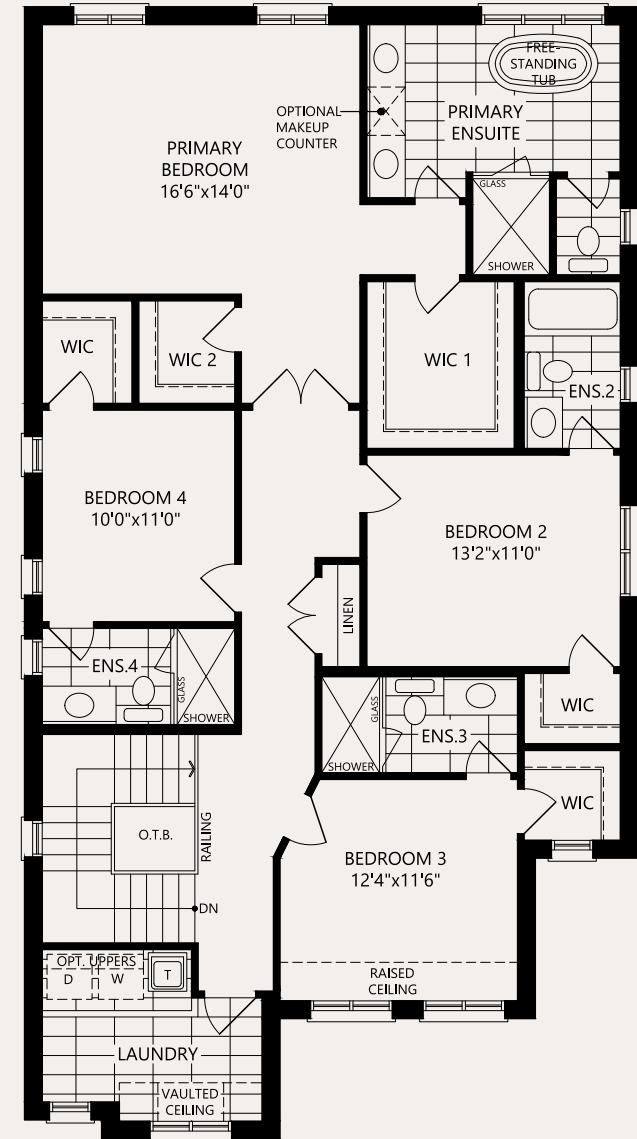 FREE-
STANDING
TUB
OPTIONAL
MAKEUP
COUNTER
PRIMARY
ENSUITE
PRIMARY
BEDROOM
16'6"x14'0"
GLASS
SHOWER
WIC
WIC 2
WIC 1
ENS.2
BEDROOM 4
10'0"x11'0"
BEDROOM 2
13'2"x11'0"
LINEN
ENS.4
GLASS
SHOWER
GLASS
SHOWER
ENS.3
WIC
WIC
O.T.B.
RAILING
DN
BEDROOM 3
12'4"x11'6"
RAISED
CEILING
OPT. UPPERS
D
W
T
LAUNDRY
VAULTED
CEILING